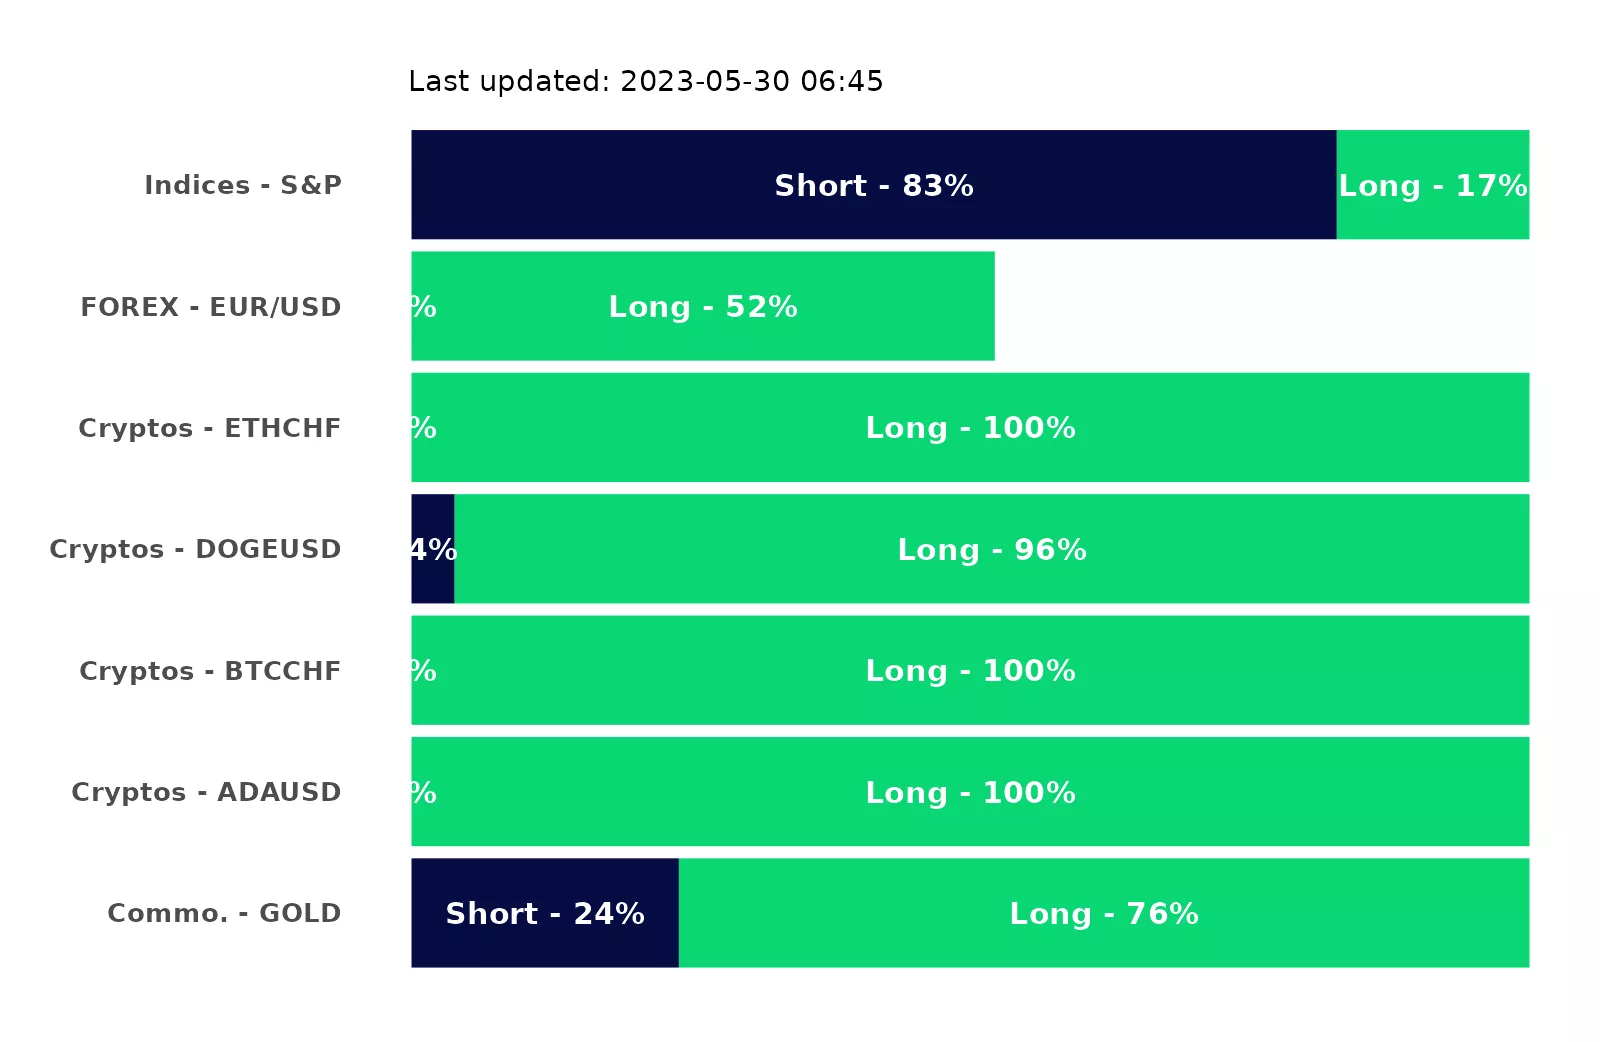 Last updated: 2023-05-30 06:45
Indices - S&P Short - 83% Long - 17%
FOREX - EUR/USD % Long - 52%
Cryptos - ETHCHF % Long - 100%
Cryptos - DOGEUSD 4% Long - 96%
Cryptos - BTCCHF % Long - 100%
Cryptos - ADAUSD % Long - 100%
Commo. - GOLD Short - 24% Long - 76%